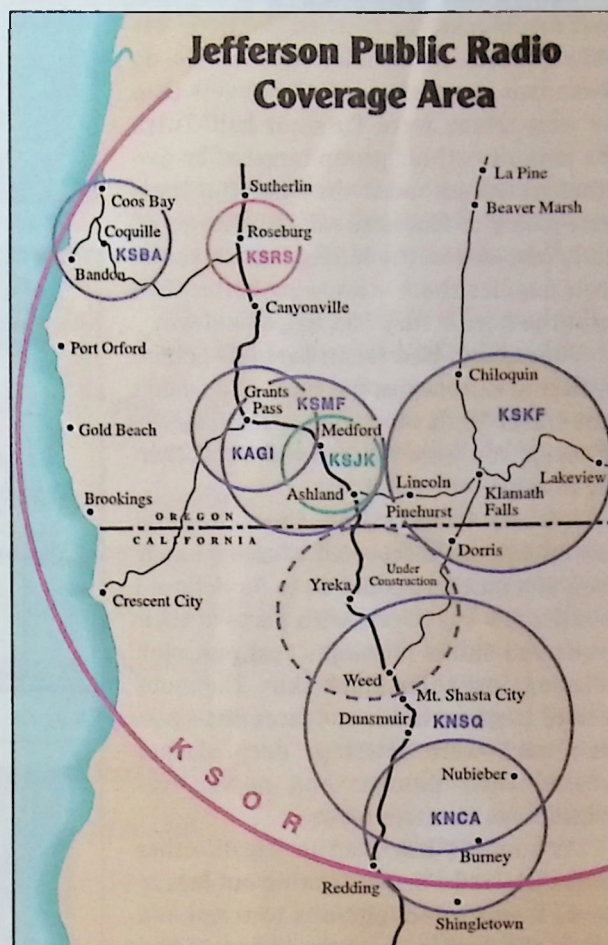 Jefferson Public Radio
Coverage Area
La Pine
Sutherlin
Coos Bay
Beaver Marsh
Coquille
Roseburg
KSBA
KSRS
Bandon
Canyonville
Port Orford
Chiloquin
Grants
Pass
KSMF
KSKF
Gold Beach
Medford
KAGI
KSJK
Lakeview
Ashland
Lincoln
Pinehurst
Klamath
Falls
Brookings
OREGON
CALIFORNIA
Dorris
Under
Construction
Crescent City
Yreka
Weed
Mt. Shasta City
Dunsmuir
KNSQ
KSOR
Nubieber
KNCA
Burney
Redding
Shingletown